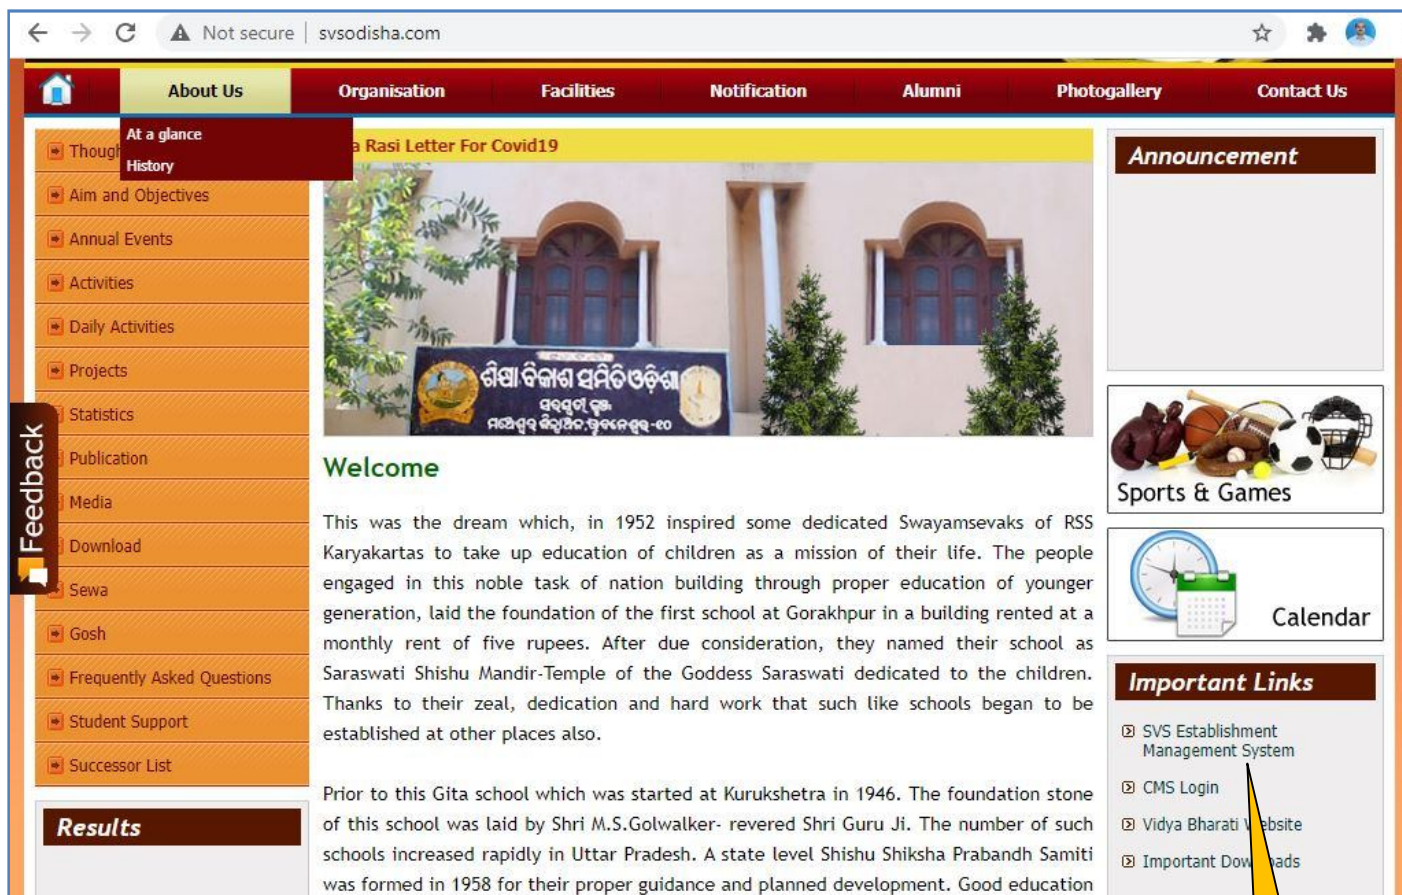 Not secure | svsodisha.com
About Us
Organisation
Facilities
Notification
Alumni
Photogallery
Contact Us
At a glance
History
Though
Aim and Objectives
Annual Events
Activities
Daily Activities
Projects
Statistics
Publication
Media
Download
Sewa
Gosh
Frequently Asked Questions
Student Support
Successor List
Results
Feedback
a Rasi Letter For Covid19
ଶିକ୍ଷା ବିକାଶ ସମିତି ଓଡ଼ିଶା
ସରସ୍ୱତୀ କୁଞ୍ଜ
Welcome
This was the dream which, in 1952 inspired some dedicated Swayamsevaks of RSS
Karyakartas to take up education of children as a mission of their life. The people
engaged in this noble task of nation building through proper education of younger
generation, laid the foundation of the first school at Gorakhpur in a building rented at a
monthly rent of five rupees. After due consideration, they named their school as
Saraswati Shishu Mandir-Temple of the Goddess Saraswati dedicated to the children.
Thanks to their zeal, dedication and hard work that such like schools began to be
established at other places also.
Prior to this Gita school which was started at Kurukshetra in 1946. The foundation stone
of this school was laid by Shri M.S.Golwalker- revered Shri Guru Ji. The number of such
schools increased rapidly in Uttar Pradesh. A state level Shishu Shiksha Prabandh Samiti
was formed in 1958 for their proper guidance and planned development. Good education
Announcement
Sports & Games
Calendar
Important Links
SVS Establishment
Management System
CMS Login
Vidya Bharati Website
Important Downloads